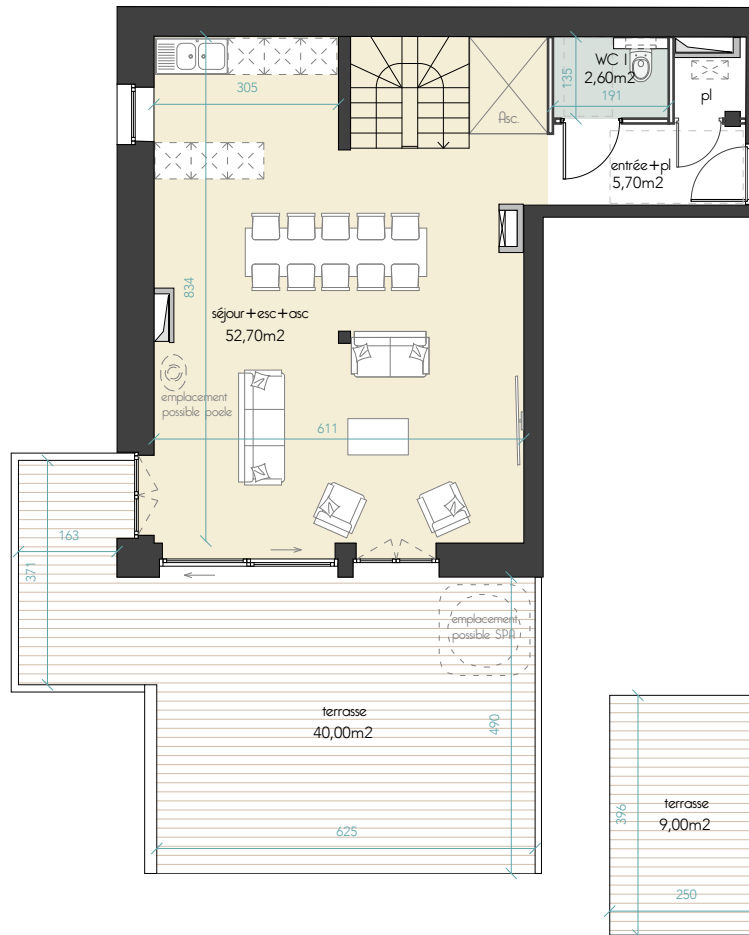 WC 1
2,60m2
135
191
pl
305
Asc.
entrée+pl
5,70m2
834
séjour+esc+asc
52,70m2
emplacement
possible poele
611
163
371
emplacement
possible SPA
terrasse
40,00m2
490
625
terrasse
9,00m2
396
250